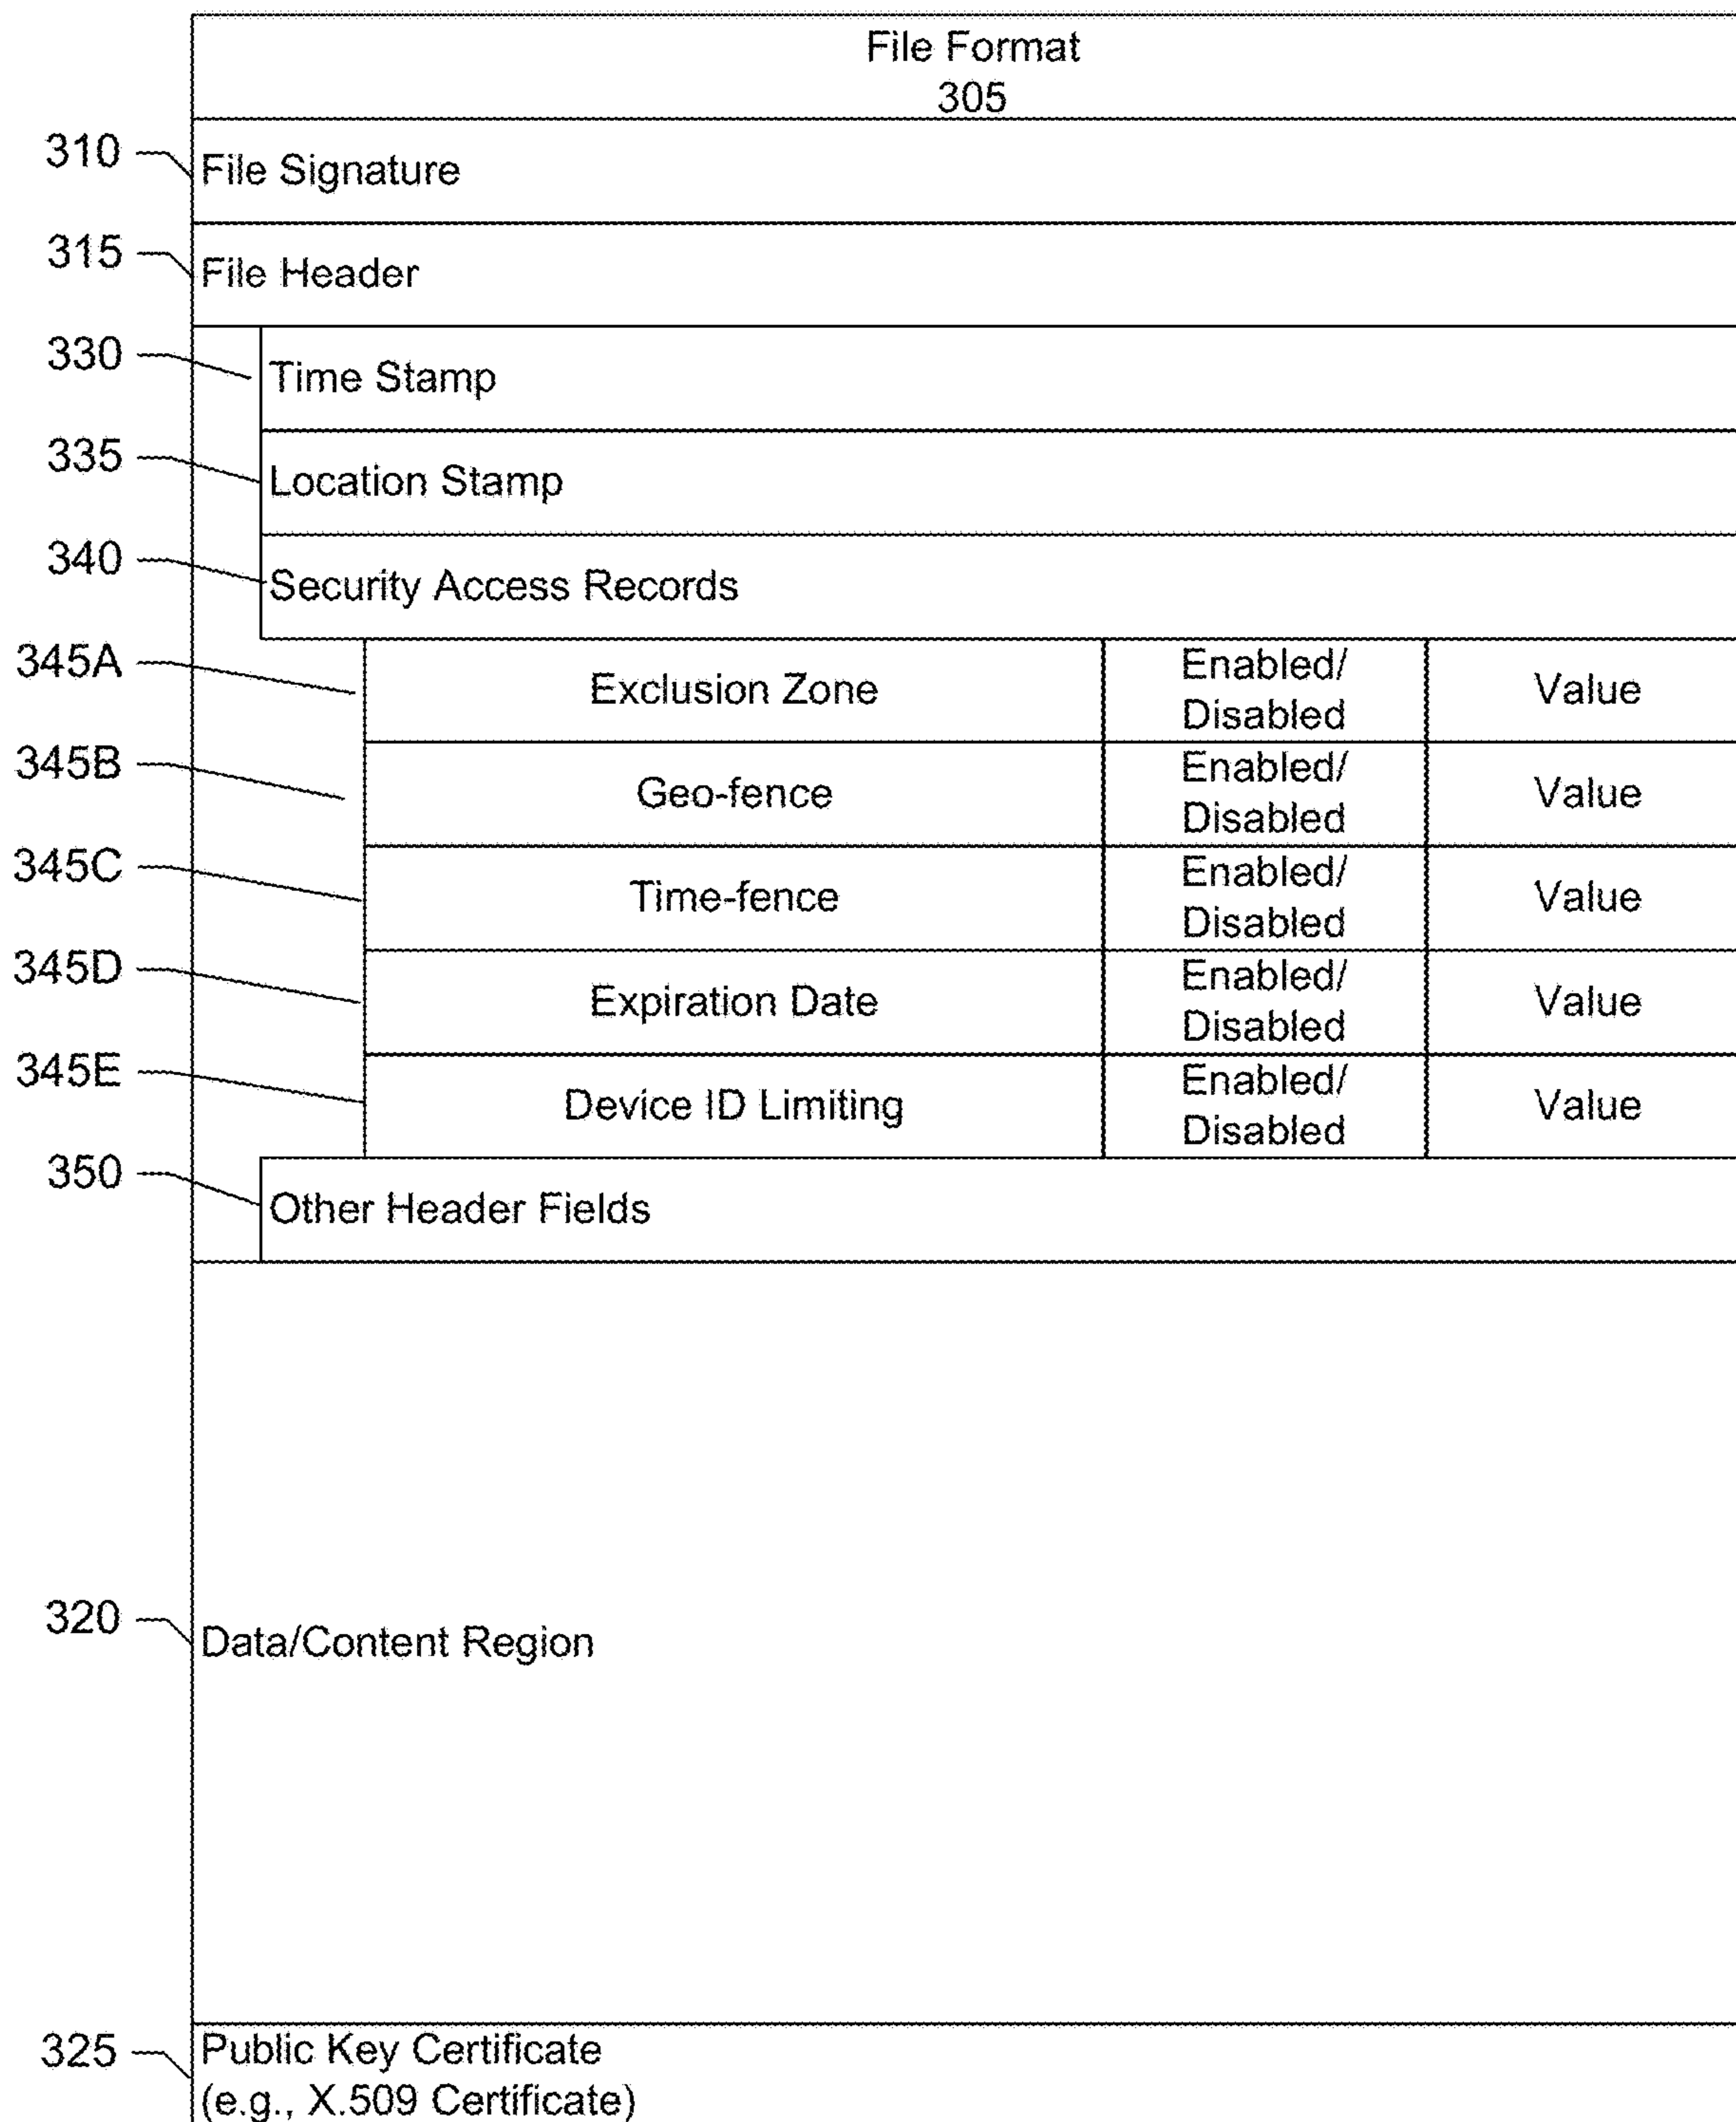 File Format
305
310
File Signature
315
File Header
330
Time Stamp
335
Location Stamp
340
Security Access Records
345A
Exclusion Zone
Enabled/
Disabled
Value
345B
Geo-fence
Enabled/
Disabled
Value
345C
Time-fence
Enabled/
Disabled
Value
345D
Expiration Date
Enabled/
Disabled
Value
345E
Device ID Limiting
Enabled/
Disabled
Value
350
Other Header Fields
320
Data/Content Region
325
Public Key Certificate
(e.g., X.509 Certificate)